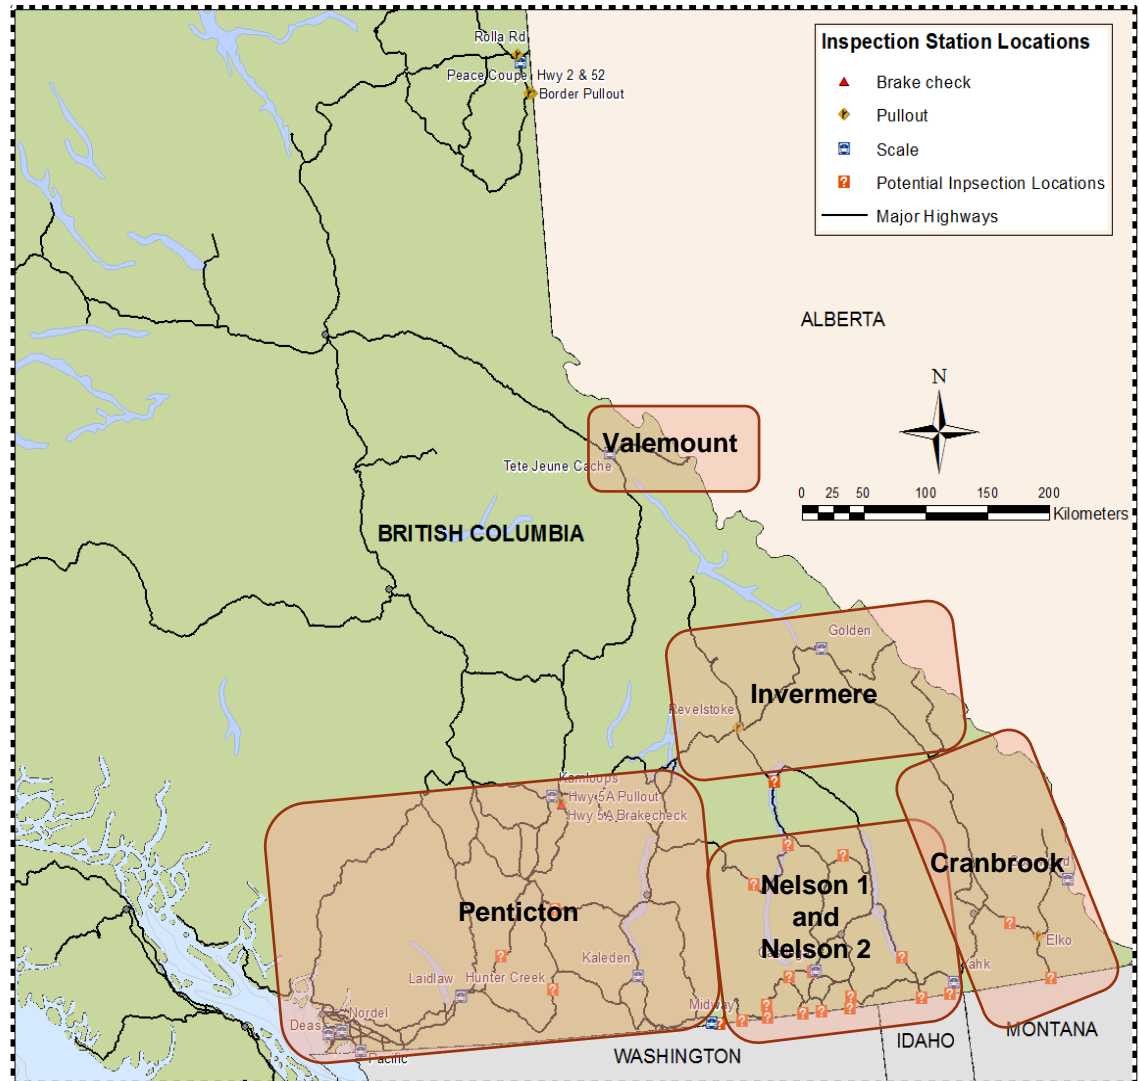 Rolla Rd
Peace Coupe Hwy 2 & 52
Border Pullout
Inspection Station Locations
Brake check
Pullout
Scale
Potential Inpsection Locations
Major Highways
ALBERTA
N
Valemount
Tete Jeune Cache
0 25 50 100 150 200
Kilometers
BRITISH COLUMBIA
Golden
Invermere
Revelstoke
Kamloops
Hwy 5A Pullout
Hwy 5A Brakecheck
Cranbrook
Nelson 1
and
Nelson 2
Penticton
Elko
Kaleden
Yahk
Laidlaw
Hunter Creek
Midway
Nordel
Deas
Pacific
WASHINGTON
IDAHO
MONTANA